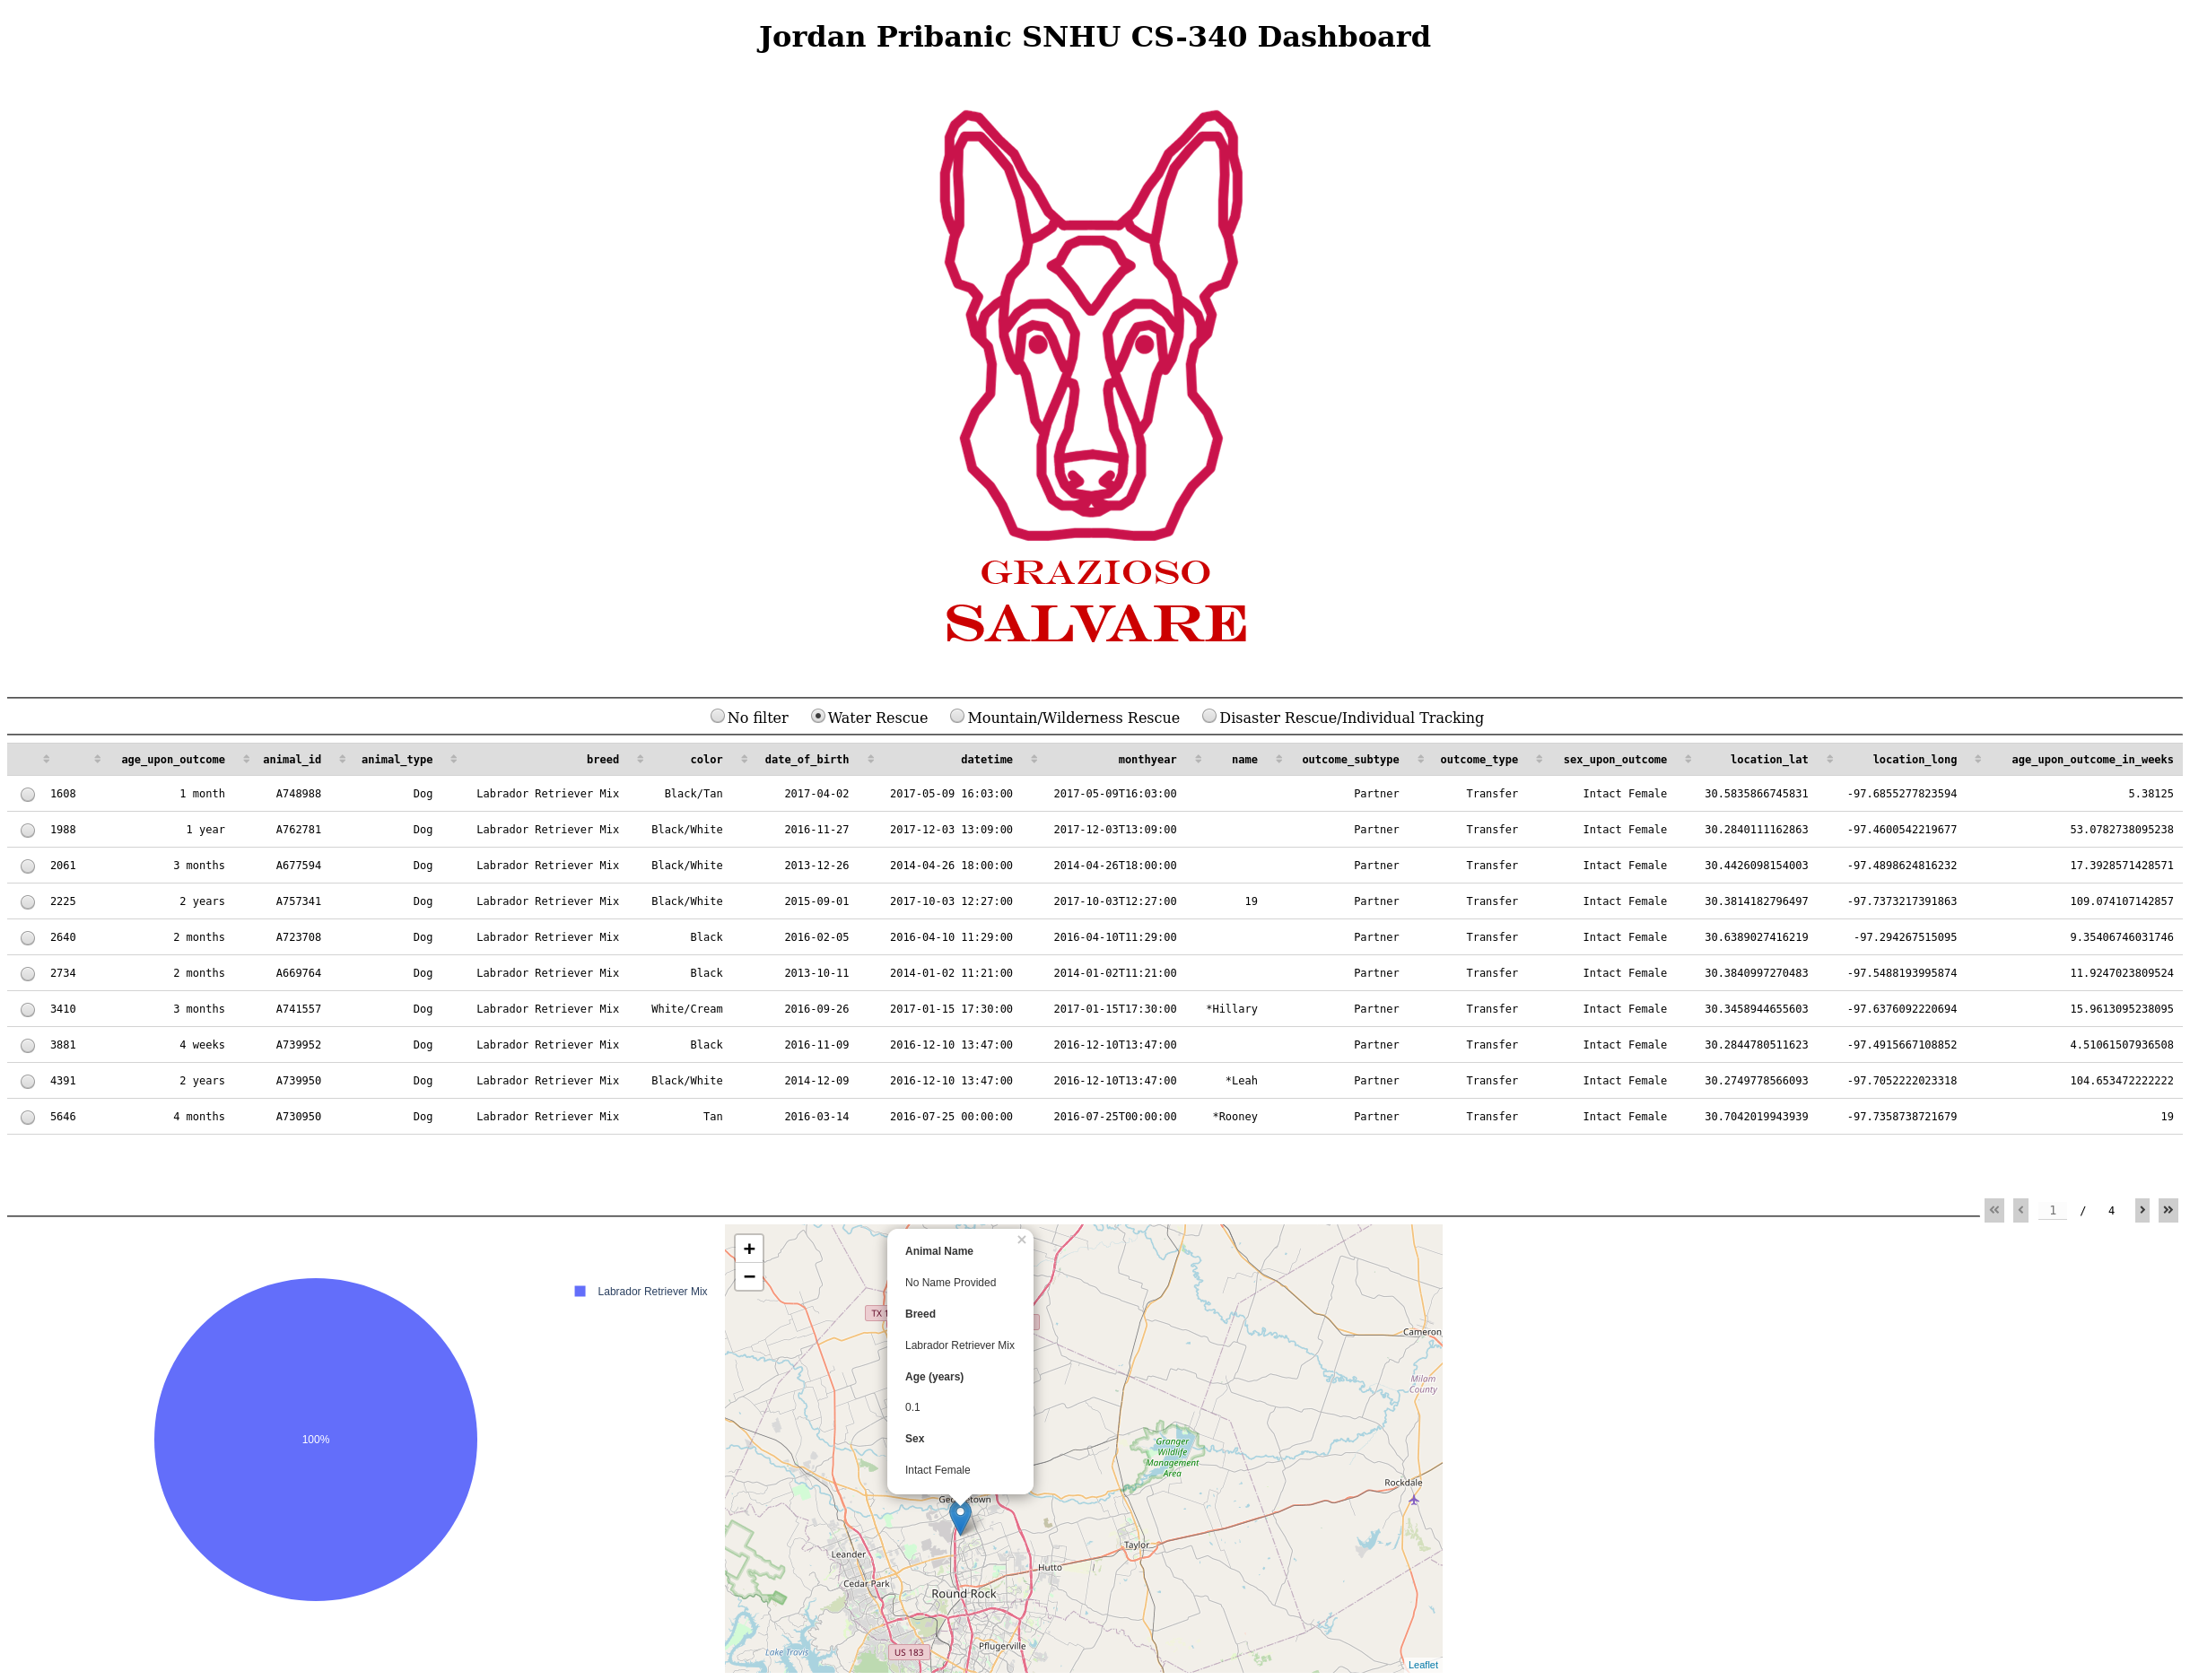 Jordan Pribanic SNHU CS-340 Dashboard
GRAZIOSO
SALVARE
No filter Water Rescue Mountain/Wilderness Rescue Disaster Rescue/Individual Tracking
age_upon_outcome animal_id animal_type breed color date_of_birth datetime monthyear name outcome_subtype outcome_type sex_upon_outcome location_lat location_long age_upon_outcome_in_weeks
1608 1 month A748988 Dog Labrador Retriever Mix Black/Tan 2017-04-02 2017-05-09 16:03:00 2017-05-09T16:03:00 Partner Transfer Intact Female 30.5835866745831 -97.6855277823594 5.38125
1988 1 year A762781 Dog Labrador Retriever Mix Black/White 2016-11-27 2017-12-03 13:09:00 2017-12-03T13:09:00 Partner Transfer Intact Female 30.2840111162863 -97.4600542219677 53.0782738095238
2061 3 months A677594 Dog Labrador Retriever Mix Black/White 2013-12-26 2014-04-26 18:00:00 2014-04-26T18:00:00 Partner Transfer Intact Female 30.4426098154003 -97.4898624816232 17.3928571428571
2225 2 years A757341 Dog Labrador Retriever Mix Black/White 2015-09-01 2017-10-03 12:27:00 2017-10-03T12:27:00 19 Partner Transfer Intact Female 30.3814182796497 -97.7373217391863 109.074107142857
2640 2 months A723708 Dog Labrador Retriever Mix Black 2016-02-05 2016-04-10 11:29:00 2016-04-10T11:29:00 Partner Transfer Intact Female 30.6389027416219 -97.294267515095 9.35406746031746
2734 2 months A669764 Dog Labrador Retriever Mix Black 2013-10-11 2014-01-02 11:21:00 2014-01-02T11:21:00 Partner Transfer Intact Female 30.3840997270483 -97.5488193995874 11.9247023809524
3410 3 months A741557 Dog Labrador Retriever Mix White/Cream 2016-09-26 2017-01-15 17:30:00 2017-01-15T17:30:00 *Hillary Partner Transfer Intact Female 30.3458944655603 -97.6376092220694 15.9613095238095
3881 4 weeks A739952 Dog Labrador Retriever Mix Black 2016-11-09 2016-12-10 13:47:00 2016-12-10T13:47:00 Partner Transfer Intact Female 30.2844780511623 -97.4915667108852 4.51061507936508
4391 2 years A739950 Dog Labrador Retriever Mix Black/White 2014-12-09 2016-12-10 13:47:00 2016-12-10T13:47:00 *Leah Partner Transfer Intact Female 30.2749778566093 -97.7052222023318 104.653472222222
5646 4 months A730950 Dog Labrador Retriever Mix Tan 2016-03-14 2016-07-25 00:00:00 2016-07-25T00:00:00 *Rooney Partner Transfer Intact Female 30.7042019943939 -97.7358738721679 19
« ‹ 1 / 4 › »
Labrador Retriever Mix
100%
+
−
×
Animal Name
No Name Provided
Breed
Labrador Retriever Mix
Age (years)
0.1
Sex
Intact Female
Cameron
Milam
County
Granger
Wildlife
Management
Area
Rockdale
Taylor
Leander
Hutto
Cedar Park
Round Rock
Pflugerville
Lake Travis
US 183
Leaflet